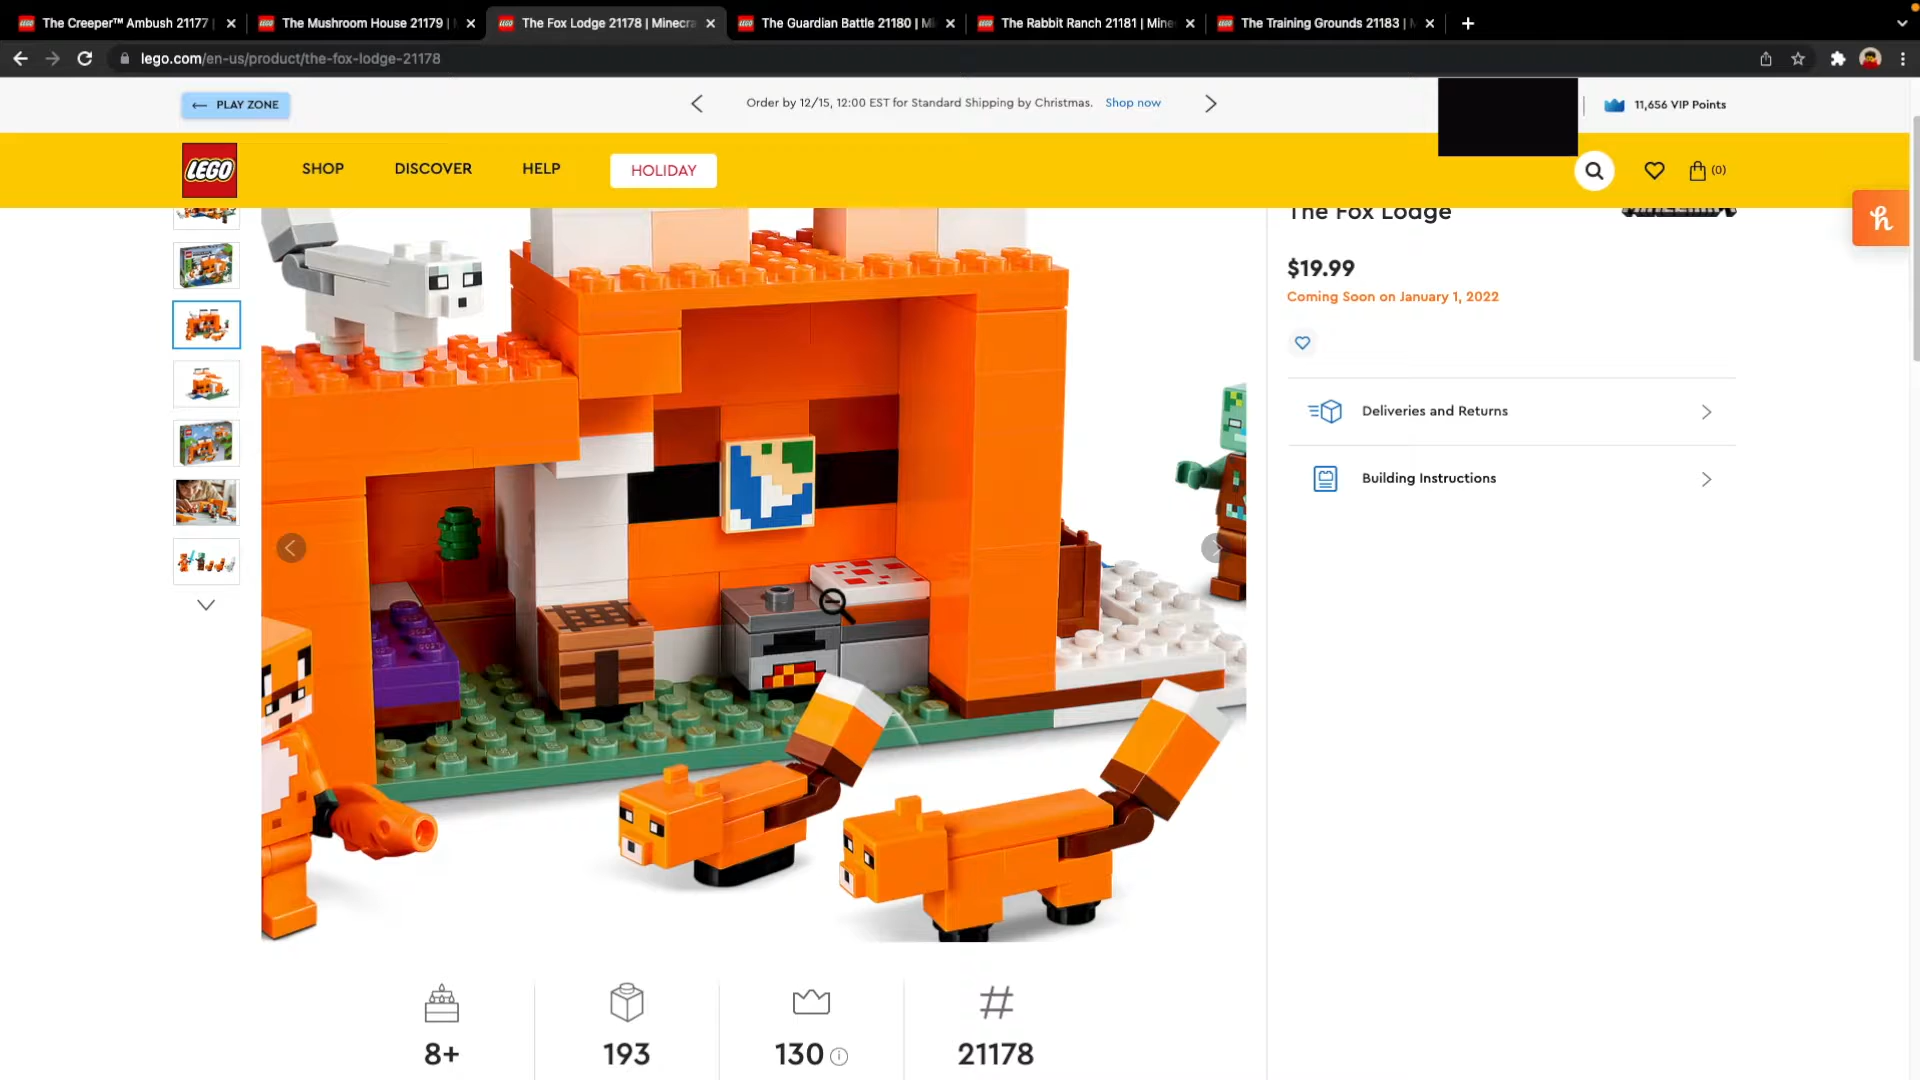 The Creeper™ Ambush 21177 |
The Mushroom House 21179 |
The Fox Lodge 21178 | Minecra
The Guardian Battle 21180 | Mi
The Rabbit Ranch 21181 | Mine
The Training Grounds 21183 |
lego.com/en-us/product/the-fox-lodge-21178
PLAY ZONE
Order by 12/15, 12:00 EST for Standard Shipping by Christmas. Shop now
11,656 VIP Points
LEGO
SHOP
DISCOVER
HELP
HOLIDAY
(0)
h
The Fox Lodge
$19.99
Coming Soon on January 1, 2022
Deliveries and Returns
Building Instructions
8+
193
130
#
21178